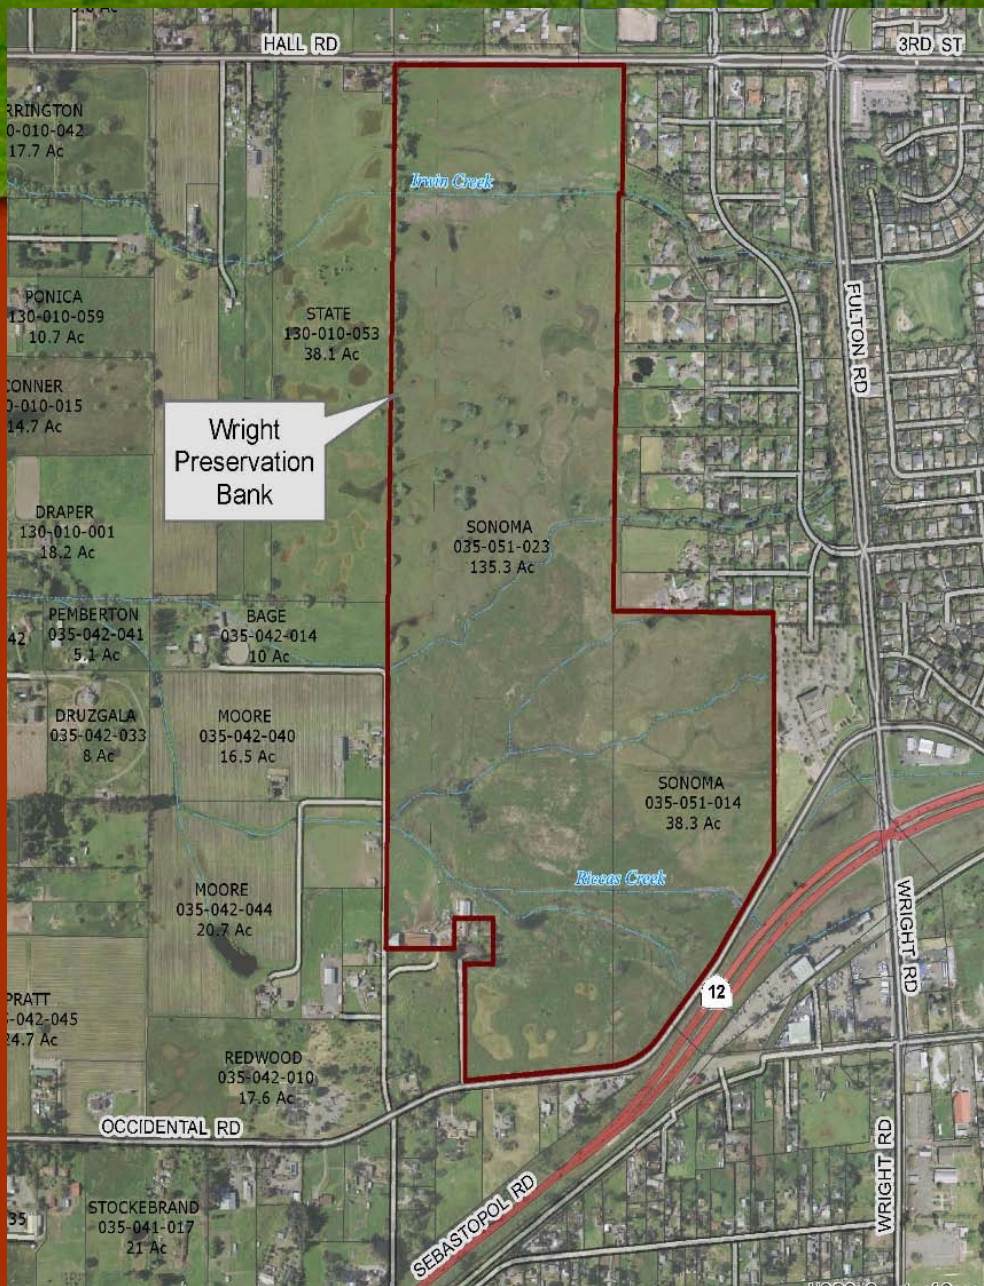 HALL RD
3RD ST
RRINGTON
0-010-042
17.7 Ac
Irwin Creek
PONICA
130-010-059
10.7 Ac
STATE
130-010-053
38.1 Ac
FULTON RD
CONNER
0-010-015
14.7 Ac
Wright
Preservation
Bank
DRAPER
130-010-001
18.2 Ac
SONOMA
035-051-023
135.3 Ac
42
PEMBERTON
035-042-041
5.1 Ac
BAGE
035-042-014
10 Ac
DRUZGALA
035-042-033
8 Ac
MOORE
035-042-040
16.5 Ac
SONOMA
035-051-014
38.3 Ac
MOORE
035-042-044
20.7 Ac
Riccas Creek
WRIGHT RD
12
PRATT
5-042-045
24.7 Ac
REDWOOD
035-042-010
17.6 Ac
OCCIDENTAL RD
WRIGHT RD
STOCKEBRAND
035-041-017
21 Ac
35
SEBASTOPOL RD